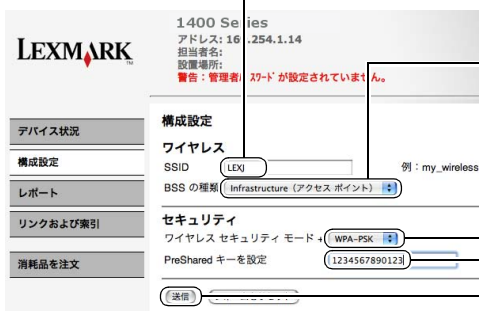 LEXMARK
TM
1400 Series
アドレス: 169.254.1.14
担当者名:
設置場所:
警告：管理者パスワードが設定されていません。
デバイス状況
構成設定
レポート
リンクおよび索引
消耗品を注文
構成設定
ワイヤレス
SSID LEXJ 例：my_wireless
BSS の種類 Infrastructure（アクセス ポイント）
セキュリティ
ワイヤレス セキュリティ モード + WPA-PSK
PreShared キーを設定 1234567890123
送信